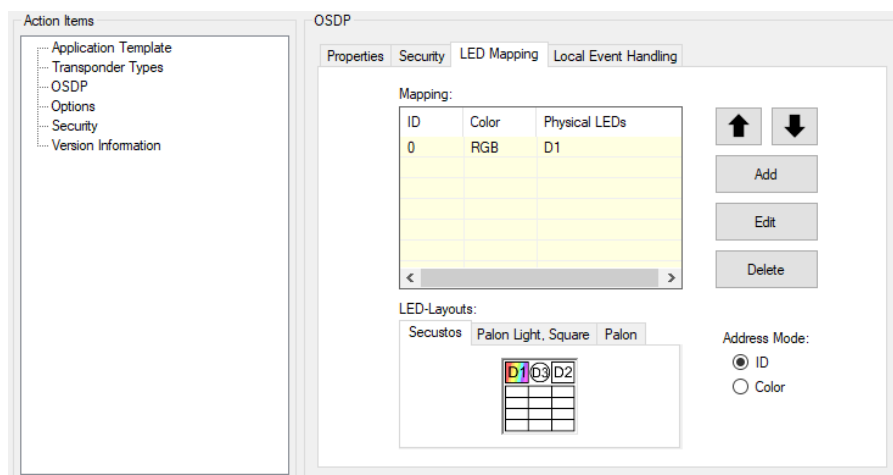 Action Items
Application Template
Transponder Types
OSDP
Options
Security
Version Information
OSDP
Properties Security LED Mapping Local Event Handling
Mapping:
ID Color Physical LEDs
0 RGB D1
Add
Edit
Delete
LED-Layouts:
Secustos Palon Light, Square Palon
D1 D3 D2
Address Mode:
ID
Color